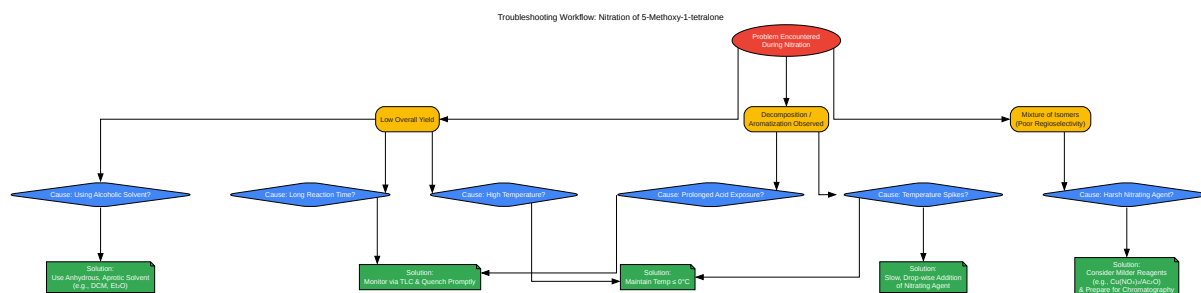 Troubleshooting Workflow: Nitration of 5-Methoxy-1-tetralone
Problem Encountered
During Nitration
Low Overall Yield
Decomposition /
Aromatization Observed
Mixture of Isomers
(Poor Regioselectivity)
Cause: Using Alcoholic Solvent?
Cause: Long Reaction Time?
Cause: High Temperature?
Cause: Prolonged Acid Exposure?
Cause: Temperature Spikes?
Cause: Harsh Nitrating Agent?
Solution:
Use Anhydrous, Aprotic Solvent
(e.g., DCM, Et₂O)
Solution:
Monitor via TLC & Quench Promptly
Solution:
Maintain Temp ≤ 0°C
Solution:
Slow, Drop-wise Addition
of Nitrating Agent
Solution:
Consider Milder Reagents
(e.g., Cu(NO₃)₂/Ac₂O)
& Prepare for Chromatography